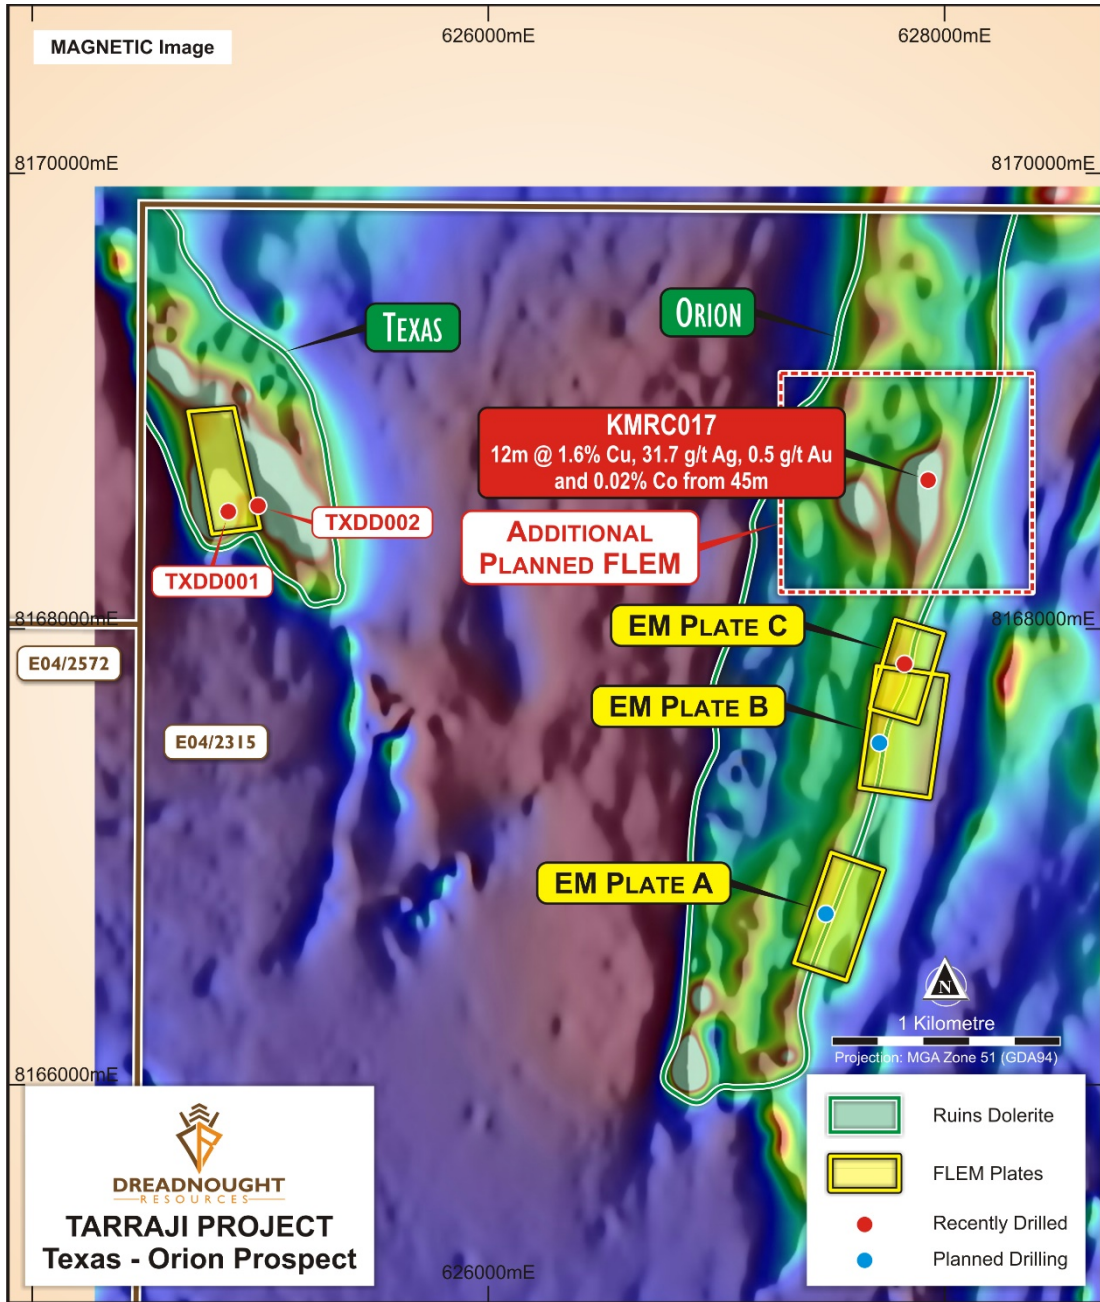 626000mE
628000mE
MAGNETIC Image
8170000mE
8170000mE
TEXAS
ORION
KMRC017
12m @ 1.6% Cu, 31.7 g/t Ag, 0.5 g/t Au
and 0.02% Co from 45m
TXDD002
ADDITIONAL
PLANNED FLEM
TXDD001
8168000mE
8168000mE
EM PLATE C
E04/2572
EM PLATE B
E04/2315
EM PLATE A
N
1 Kilometre
Projection: MGA Zone 51 (GDA94)
8166000mE
Ruins Dolerite
FLEM Plates
Recently Drilled
Planned Drilling
DREADNOUGHT
RESOURCES
TARRAJI PROJECT
Texas - Orion Prospect
626000mE